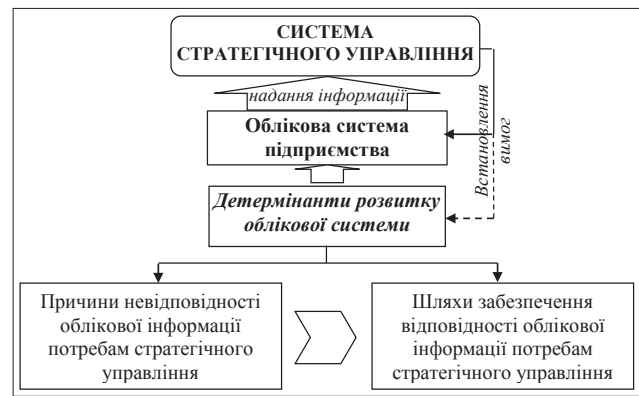 СИСТЕМА
СТРАТЕГІЧНОГО УПРАВЛІННЯ
надання інформації
Облікова система
підприємства
Встановлення
вимог
Детермінанти розвитку
облікової системи
Причини невідповідності
облікової інформації
потребам стратегічного
управління
Шляхи забезпечення
відповідності облікової
інформації потребам
стратегічного управління